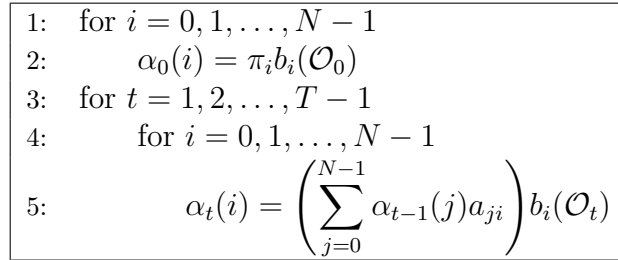 1: for i = 0, 1, . . . , N − 1
2: α₀(i) = πᵢbᵢ(𝒪₀)
3: for t = 1, 2, . . . , T − 1
4: for i = 0, 1, . . . , N − 1
5: αₜ(i) = (∑_{j=0}^{N−1} αₜ₋₁(j)aⱼᵢ)bᵢ(𝒪ₜ)